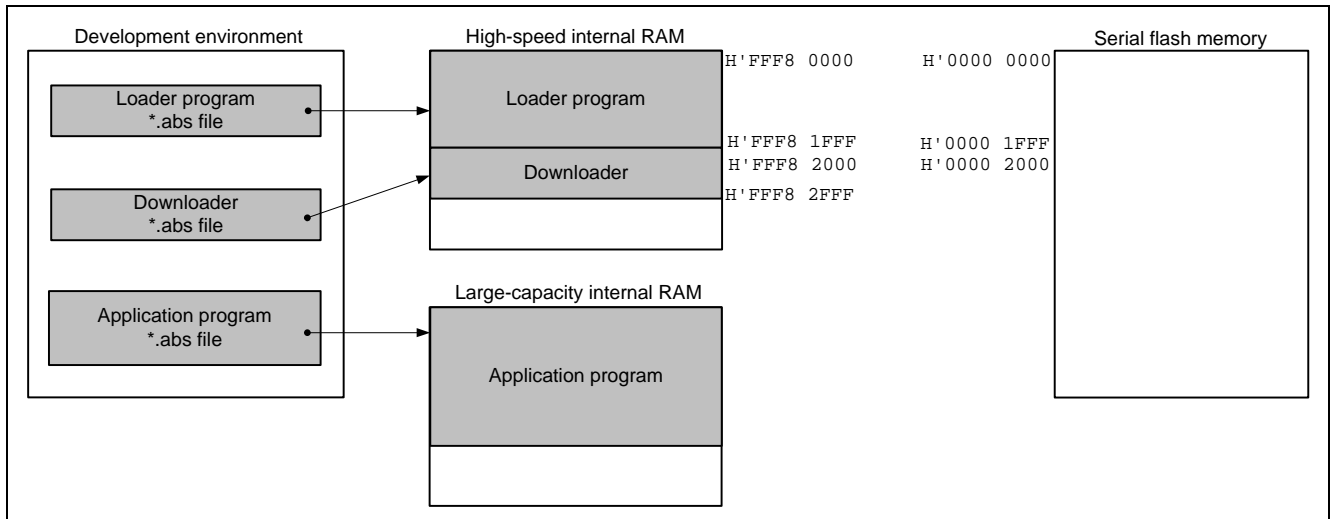 Development environment
Loader program
*.abs file
Downloader
*.abs file
Application program
*.abs file
High-speed internal RAM
Loader program
Downloader
H'FFF8 0000
H'FFF8 1FFF
H'FFF8 2000
H'FFF8 2FFF
Large-capacity internal RAM
Application program
Serial flash memory
H'0000 0000
H'0000 1FFF
H'0000 2000